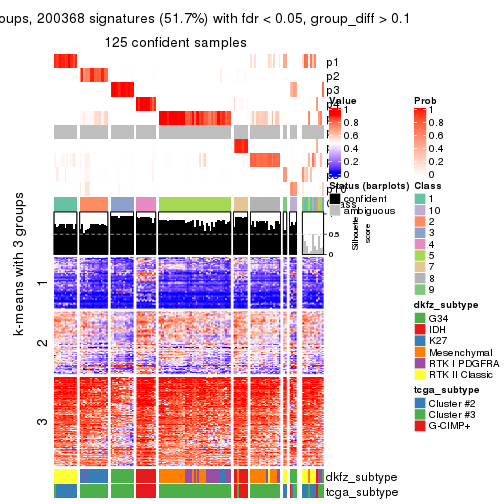 oups, 200368 signatures (51.7%) with fdr < 0.05, group_diff > 0.1
125 confident samples
p1
p2
p3
p4
p10
Class
Silhouette
score
k-means with 3 groups
1
2
3
dkfz_subtype
tcga_subtype
Value
1
0.8
0.6
0.4
0.2
0
Prob
1
0.8
0.6
0.4
0.2
0
Status (barplots)
confident
ambiguous
0.5
0
Class
1
10
2
3
4
5
7
8
9
dkfz_subtype
G34
IDH
K27
Mesenchymal
RTK I PDGFRA
RTK II Classic
tcga_subtype
Cluster #2
Cluster #3
G-CIMP+